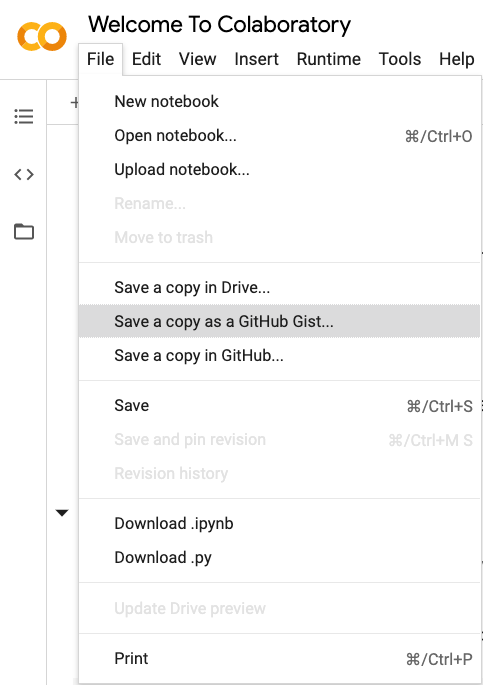 Welcome To Colaboratory
File Edit View Insert Runtime Tools Help
New notebook
Open notebook... ⌘/Ctrl+O
Upload notebook...
Rename...
Move to trash
Save a copy in Drive...
Save a copy as a GitHub Gist...
Save a copy in GitHub...
Save ⌘/Ctrl+S
Save and pin revision ⌘/Ctrl+M S
Revision history
Download .ipynb
Download .py
Update Drive preview
Print ⌘/Ctrl+P